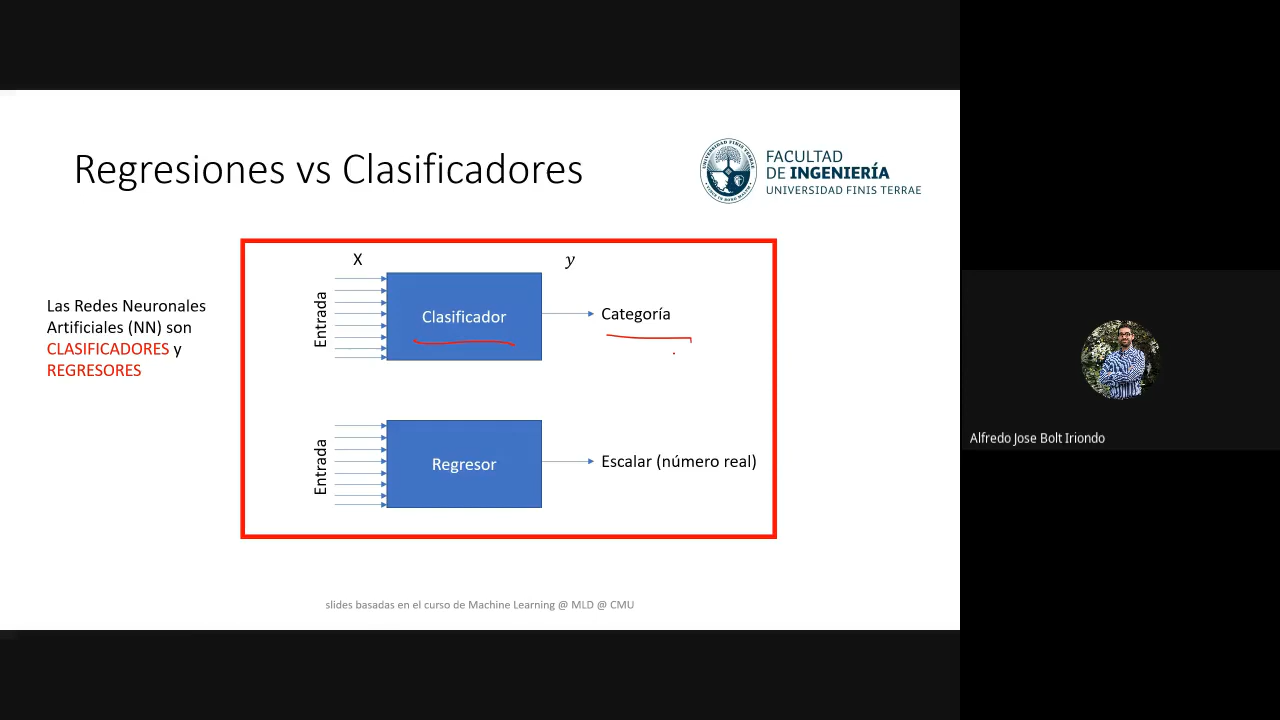 Regresiones vs Clasificadores
FACULTAD
DE INGENIERÍA
UNIVERSIDAD FINIS TERRAE
Las Redes Neuronales
Artificiales (NN) son
CLASIFICADORES y
REGRESORES
X
y
Entrada
Clasificador
Categoría
Entrada
Regresor
Escalar (número real)
slides basadas en el curso de Machine Learning @ MLD @ CMU
Alfredo Jose Bolt Iriondo